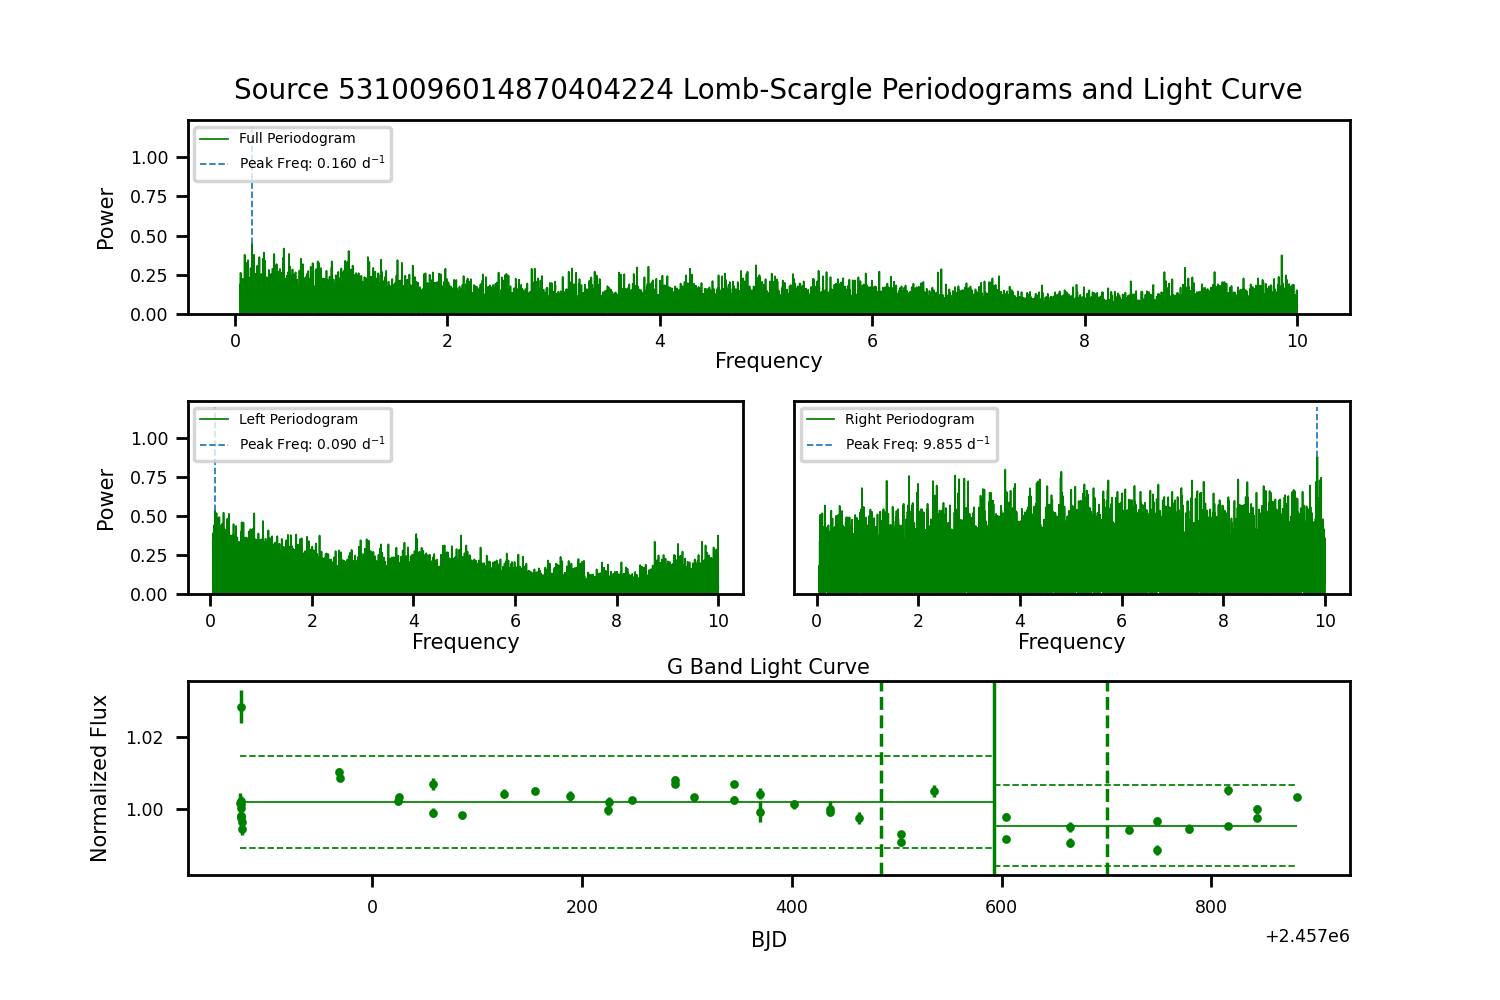 Source 5310096014870404224 Lomb-Scargle Periodograms and Light Curve
Full Periodogram
Peak Freq: 0.160 d⁻¹
Power
1.00
0.75
0.50
0.25
0.00
0 2 4 6 8 10
Frequency
Left Periodogram
Peak Freq: 0.090 d⁻¹
Power
1.00
0.75
0.50
0.25
0.00
0 2 4 6 8 10
Frequency
Right Periodogram
Peak Freq: 9.855 d⁻¹
0 2 4 6 8 10
Frequency
G Band Light Curve
Normalized Flux
1.02
1.00
0 200 400 600 800
BJD
+2.457e6